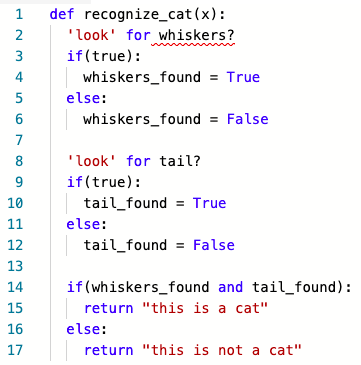 1 def recognize_cat(x):
2   'look' for whiskers?
3   if(true):
4     whiskers_found = True
5   else:
6     whiskers_found = False
7
8   'look' for tail?
9   if(true):
10     tail_found = True
11   else:
12     tail_found = False
13
14   if(whiskers_found and tail_found):
15     return "this is a cat"
16   else:
17     return "this is not a cat"